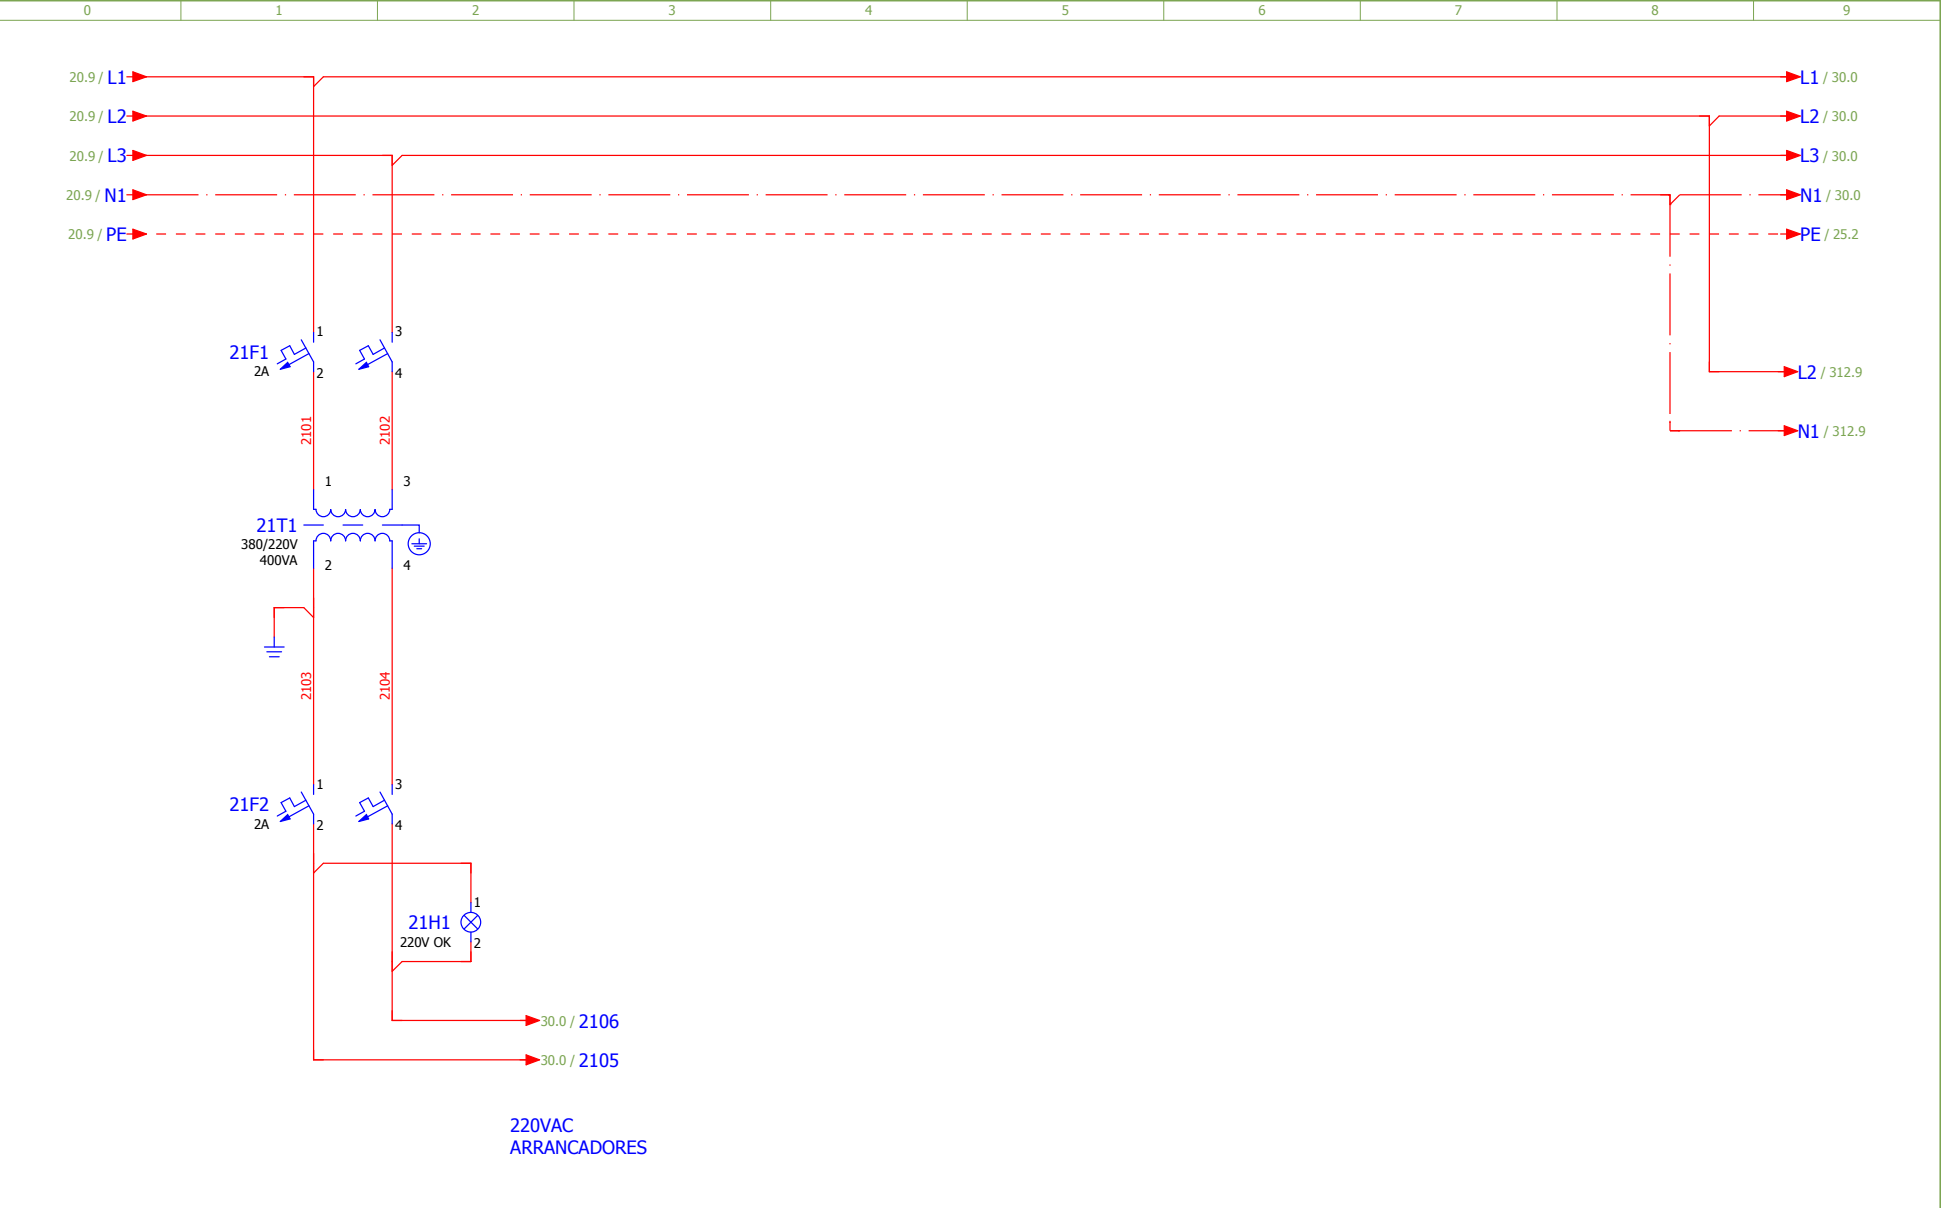 0 1 2 3 4 5 6 7 8 9
20.9 / L1 L1 / 30.0
20.9 / L2 L2 / 30.0
20.9 / L3 L3 / 30.0
20.9 / N1 N1 / 30.0
20.9 / PE PE / 25.2
1 3
21F1
2A
2 4
L2 / 312.9
2101 2102
N1 / 312.9
1 3
21T1
380/220V
400VA
2 4
2103 2104
1 3
21F2
2A
2 4
1
21H1
220V OK
2
30.0 / 2106
30.0 / 2105
220VAC
ARRANCADORES